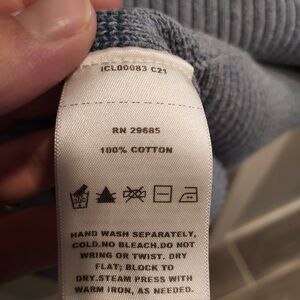 ICL00083 C21
RN 29685
100% COTTON
HAND WASH SEPARATELY,
COLD.NO BLEACH.DO NOT
WRING OR TWIST. DRY
FLAT; BLOCK TO
DRY.STEAM PRESS WITH
WARM IRON, AS NEEDED.